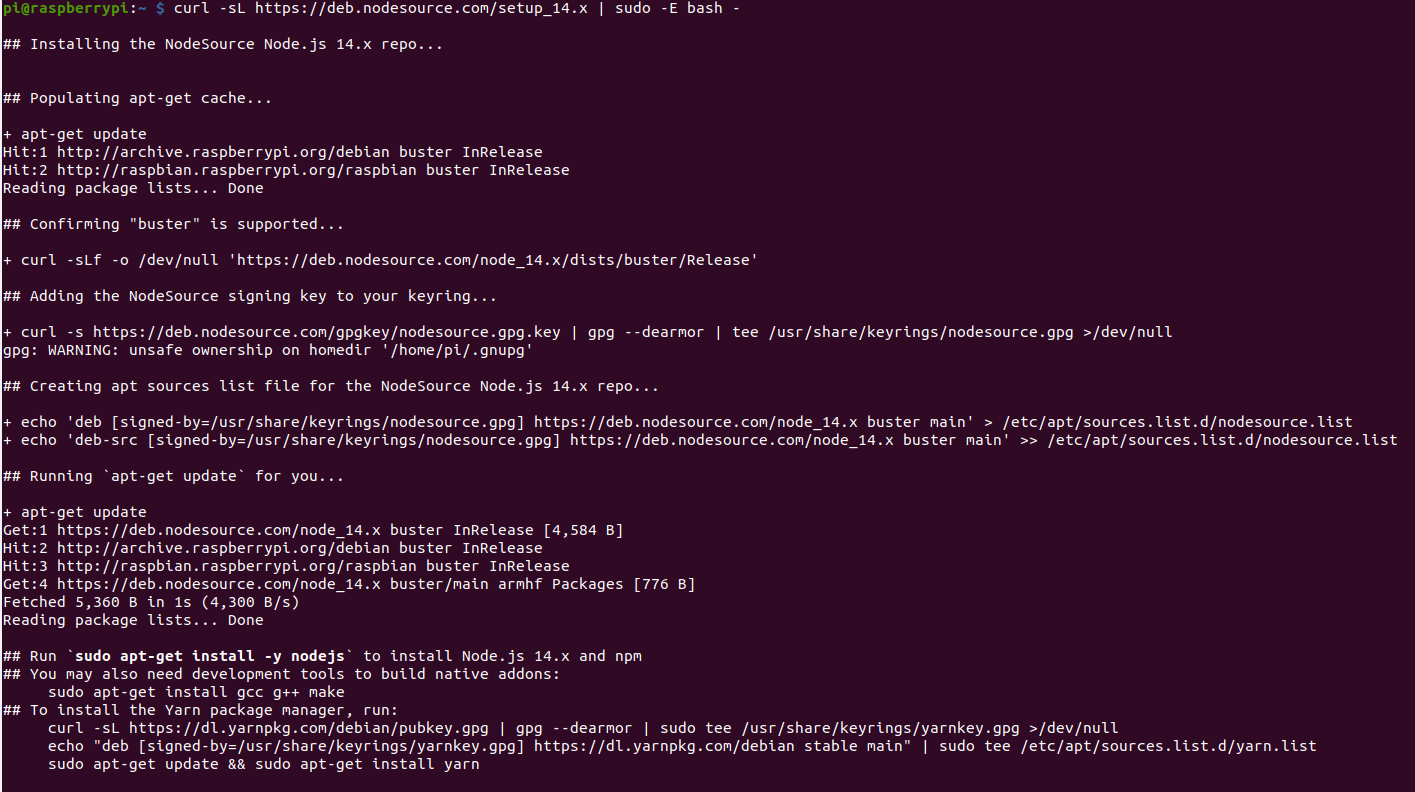 pi@raspberrypi:~ $ curl -sL https://deb.nodesource.com/setup_14.x | sudo -E bash -
## Installing the NodeSource Node.js 14.x repo...
## Populating apt-get cache...
+ apt-get update
Hit:1 http://archive.raspberrypi.org/debian buster InRelease
Hit:2 http://raspbian.raspberrypi.org/raspbian buster InRelease
Reading package lists... Done
## Confirming "buster" is supported...
+ curl -sLf -o /dev/null 'https://deb.nodesource.com/node_14.x/dists/buster/Release'
## Adding the NodeSource signing key to your keyring...
+ curl -s https://deb.nodesource.com/gpgkey/nodesource.gpg.key | gpg --dearmor | tee /usr/share/keyrings/nodesource.gpg >/dev/null
gpg: WARNING: unsafe ownership on homedir '/home/pi/.gnupg'
## Creating apt sources list file for the NodeSource Node.js 14.x repo...
+ echo 'deb [signed-by=/usr/share/keyrings/nodesource.gpg] https://deb.nodesource.com/node_14.x buster main' > /etc/apt/sources.list.d/nodesource.list
+ echo 'deb-src [signed-by=/usr/share/keyrings/nodesource.gpg] https://deb.nodesource.com/node_14.x buster main' >> /etc/apt/sources.list.d/nodesource.list
## Running `apt-get update` for you...
+ apt-get update
Get:1 https://deb.nodesource.com/node_14.x buster InRelease [4,584 B]
Hit:2 http://archive.raspberrypi.org/debian buster InRelease
Hit:3 http://raspbian.raspberrypi.org/raspbian buster InRelease
Get:4 https://deb.nodesource.com/node_14.x buster/main armhf Packages [776 B]
Fetched 5,360 B in 1s (4,300 B/s)
Reading package lists... Done
## Run `sudo apt-get install -y nodejs` to install Node.js 14.x and npm
## You may also need development tools to build native addons:
     sudo apt-get install gcc g++ make
## To install the Yarn package manager, run:
     curl -sL https://dl.yarnpkg.com/debian/pubkey.gpg | gpg --dearmor | sudo tee /usr/share/keyrings/yarnkey.gpg >/dev/null
     echo "deb [signed-by=/usr/share/keyrings/yarnkey.gpg] https://dl.yarnpkg.com/debian stable main" | sudo tee /etc/apt/sources.list.d/yarn.list
     sudo apt-get update && sudo apt-get install yarn